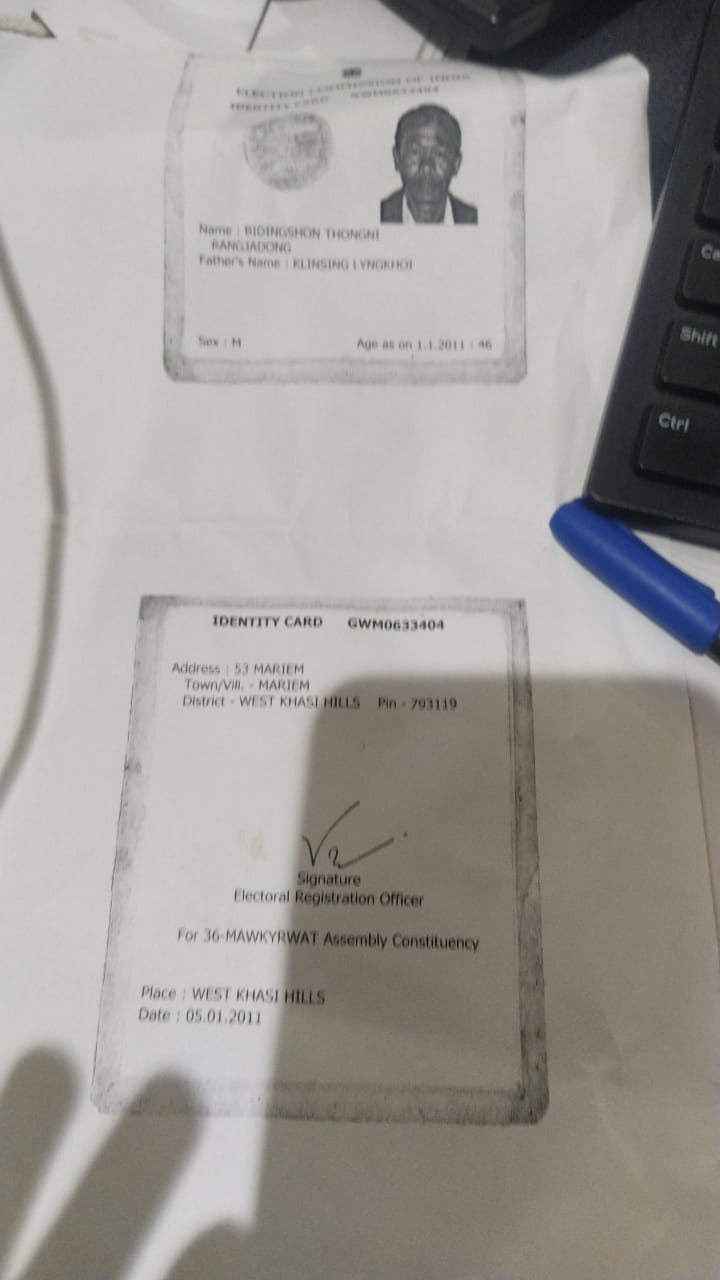 ELECTION COMMISSION OF INDIA
IDENTITY CARD GWM0633404
Name : BIDINGSHON THONGNI
RANGJADONG
Father's Name : KLINSING LYNGKHOI
Sex : M Age as on 1.1.2011 : 46
IDENTITY CARD GWM0633404
Address : 53 MARIEM
Town/Vill. - MARIEM
District - WEST KHASI HILLS Pin - 793119
Signature
Electoral Registration Officer
For 36-MAWKYRWAT Assembly Constituency
Place : WEST KHASI HILLS
Date : 05.01.2011
Shift
Ctrl